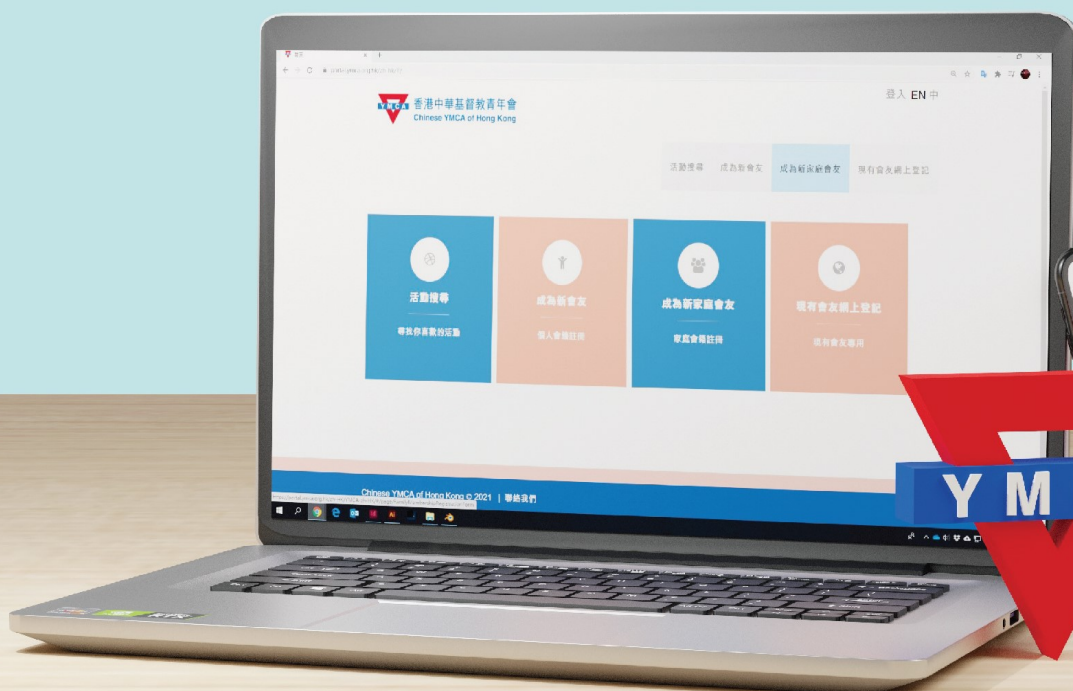 首頁
YMCA 香港中華基督教青年會
Chinese YMCA of Hong Kong
登入 EN 中
活動搜尋 成為新會友 成為新家庭會友 現有會友網上登記
活動搜尋
尋找你喜歡的活動
成為新會友
個人會籍註冊
成為新家庭會友
家庭會籍註冊
現有會友網上登記
現有會友專用
Chinese YMCA of Hong Kong © 2021 | 聯絡我們
Y M
RTX